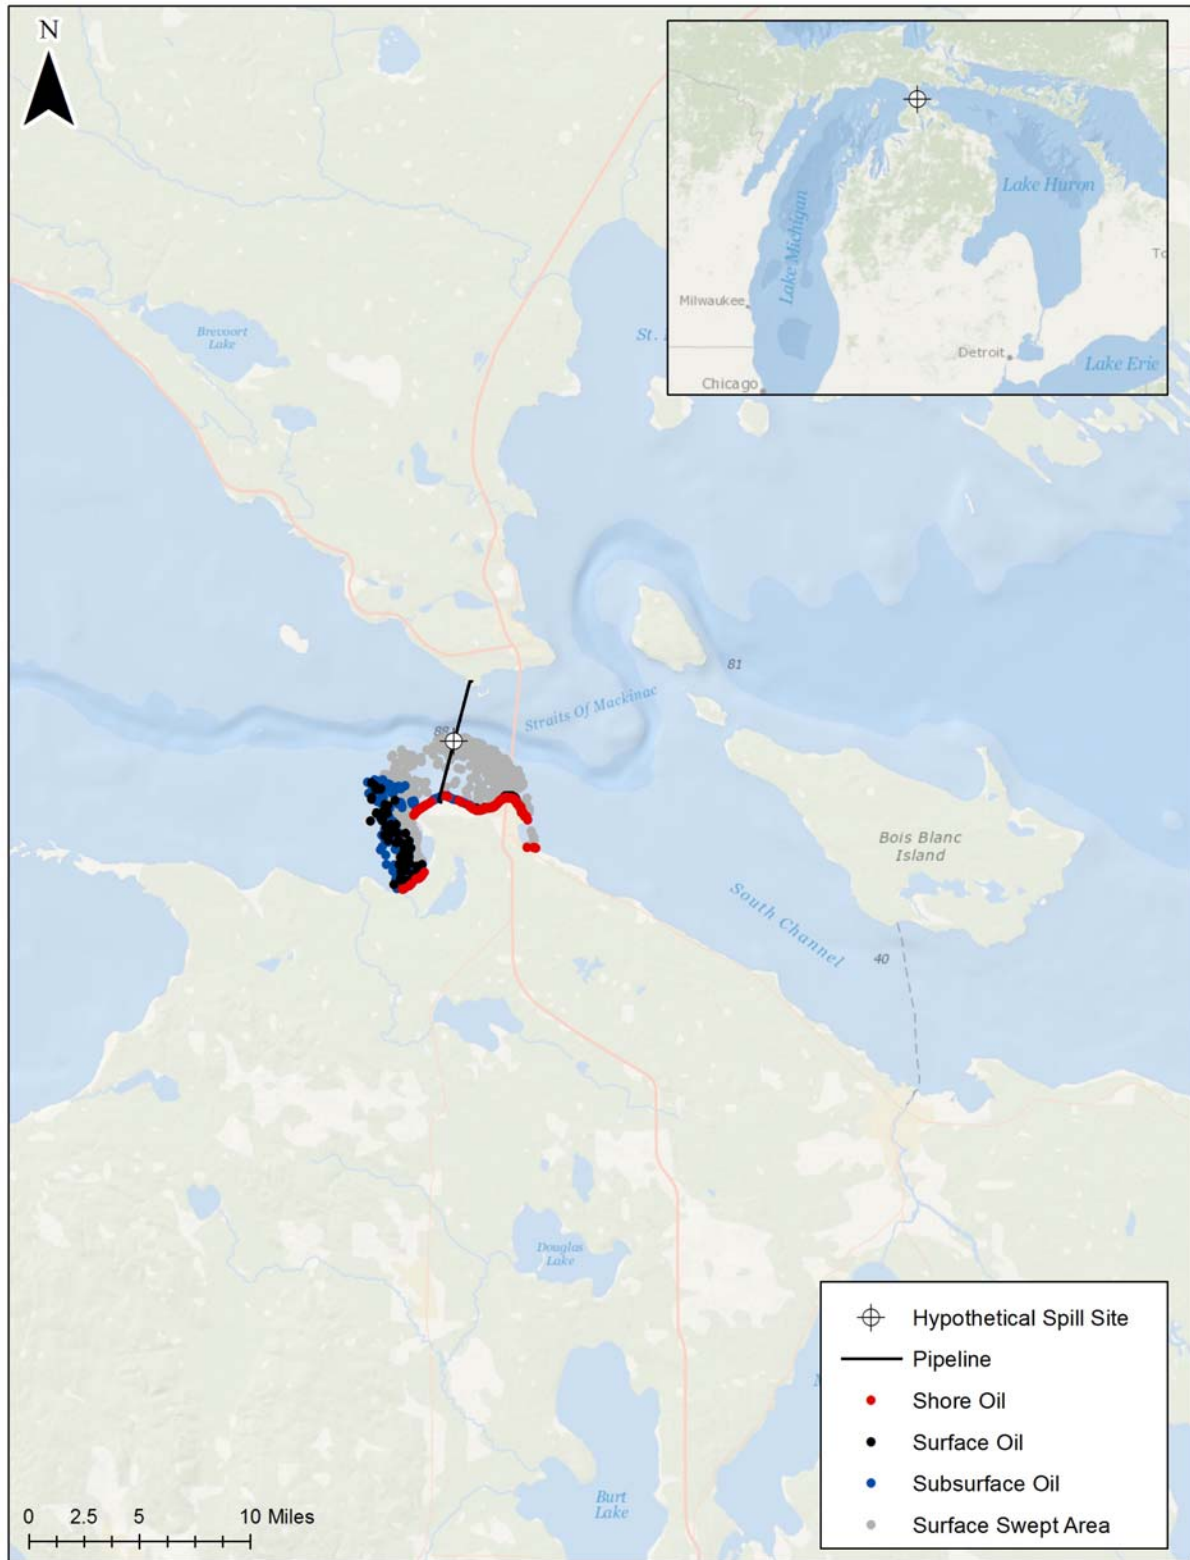 N
Lake Huron
Lake Michigan
Milwaukee
Detroit
Lake Erie
Chicago
Brevoort
Lake
St.
81
Straits Of Mackinac
Bois Blanc
Island
South Channel
40
Douglas
Lake
Burt
Lake
Hypothetical Spill Site
Pipeline
Shore Oil
Surface Oil
Subsurface Oil
Surface Swept Area
0 2.5 5 10 Miles